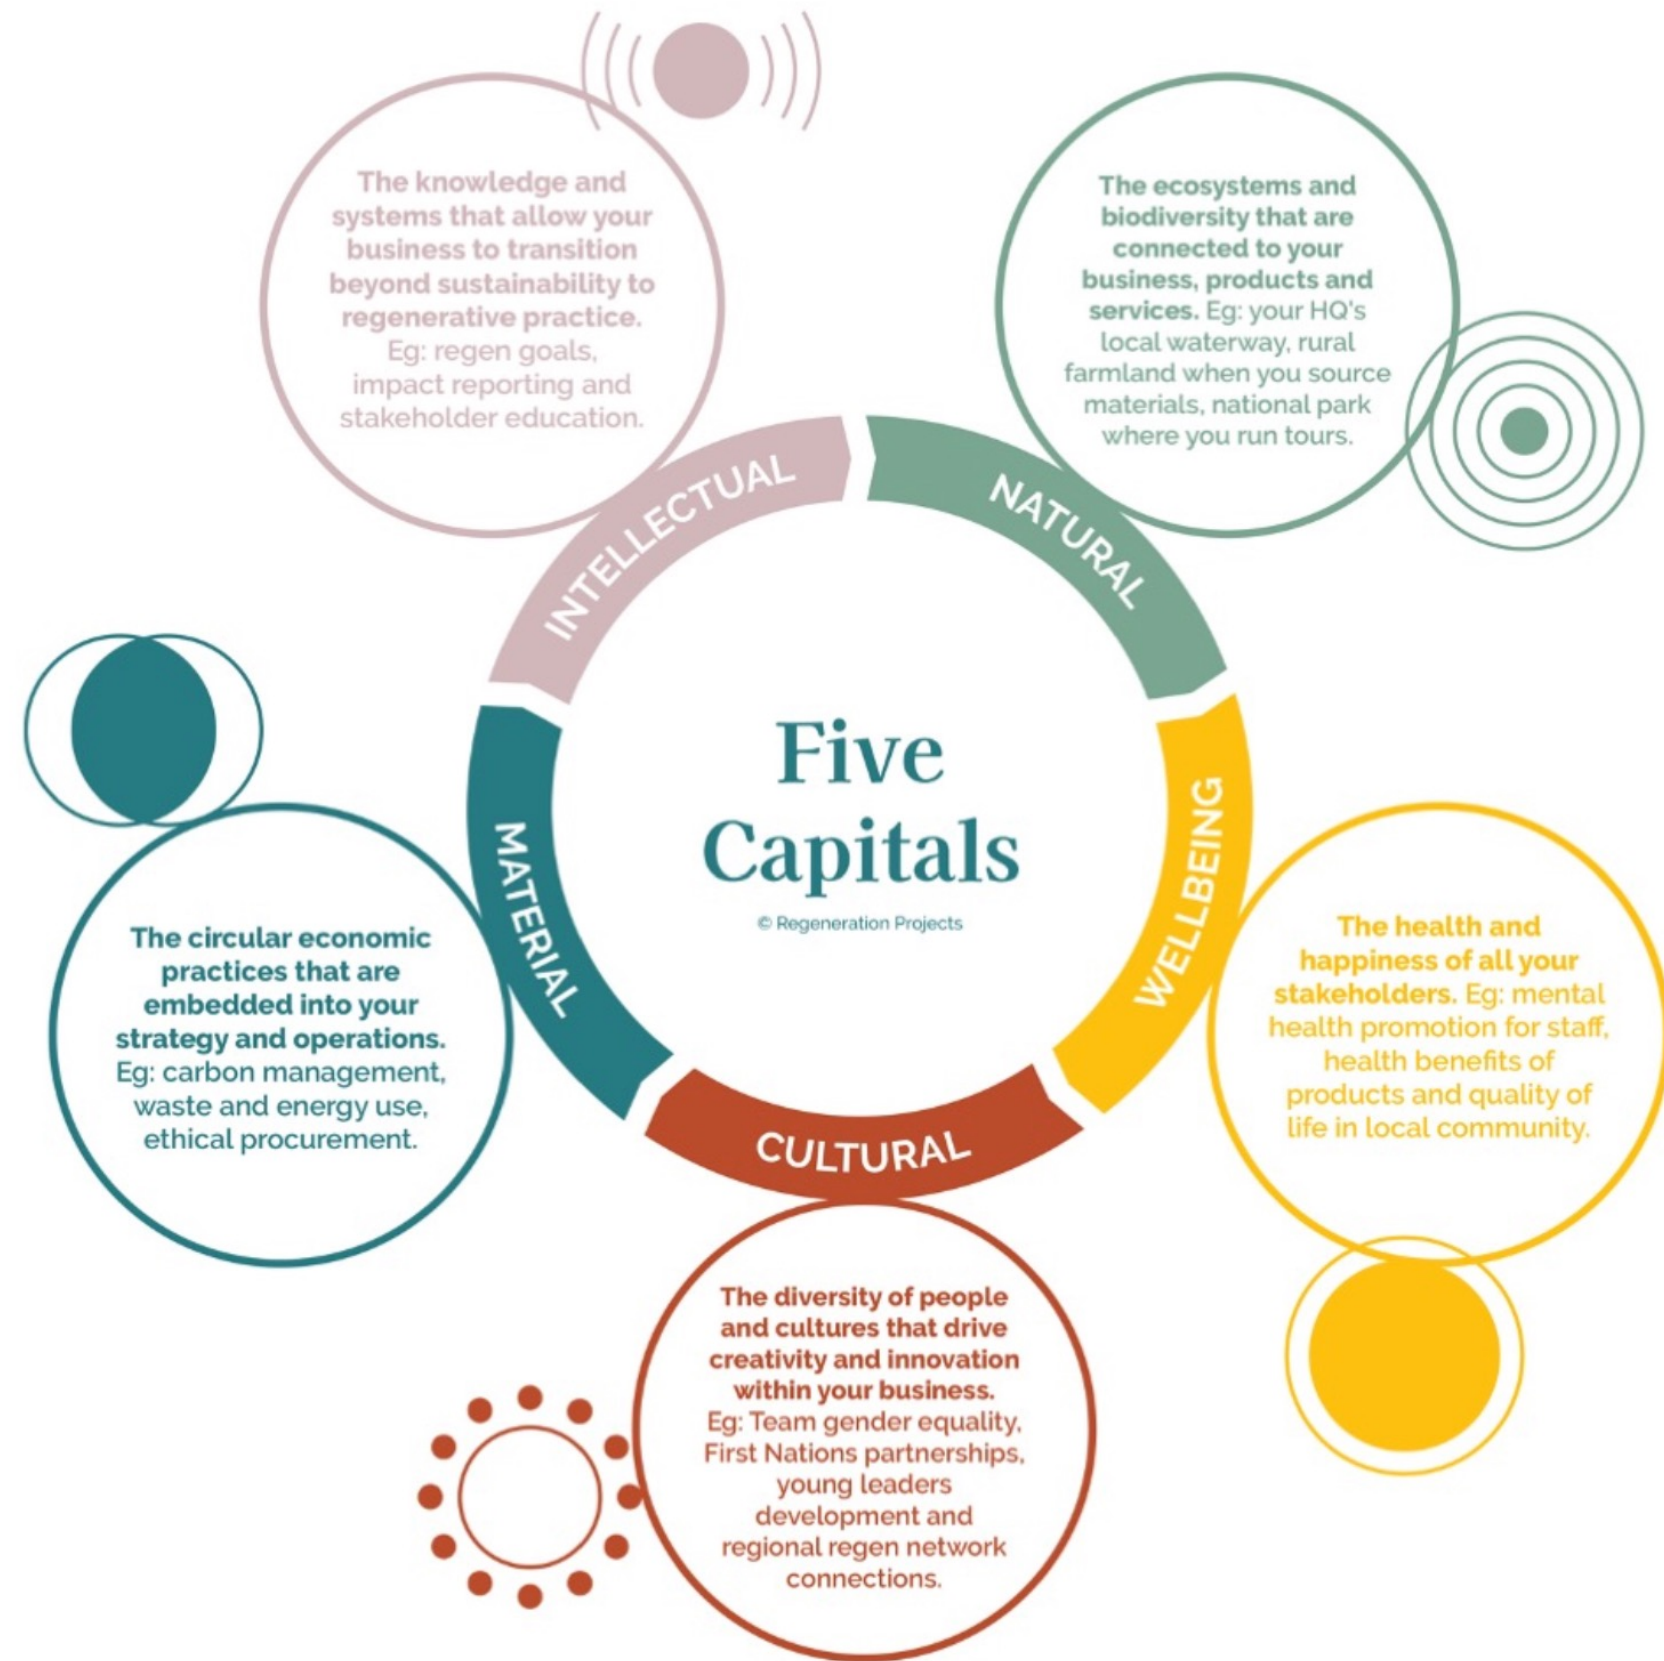 The knowledge and
systems that allow your
business to transition
beyond sustainability to
regenerative practice.
Eg: regen goals,
impact reporting and
stakeholder education.
The ecosystems and
biodiversity that are
connected to your
business, products and
services. Eg: your HQ's
local waterway, rural
farmland when you source
materials, national park
where you run tours.
INTELLECTUAL
NATURAL
Five
Capitals
© Regeneration Projects
MATERIAL
WELLBEING
The circular economic
practices that are
embedded into your
strategy and operations.
Eg: carbon management,
waste and energy use,
ethical procurement.
The health and
happiness of all your
stakeholders. Eg: mental
health promotion for staff,
health benefits of
products and quality of
life in local community.
CULTURAL
The diversity of people
and cultures that drive
creativity and innovation
within your business.
Eg: Team gender equality,
First Nations partnerships,
young leaders
development and
regional regen network
connections.